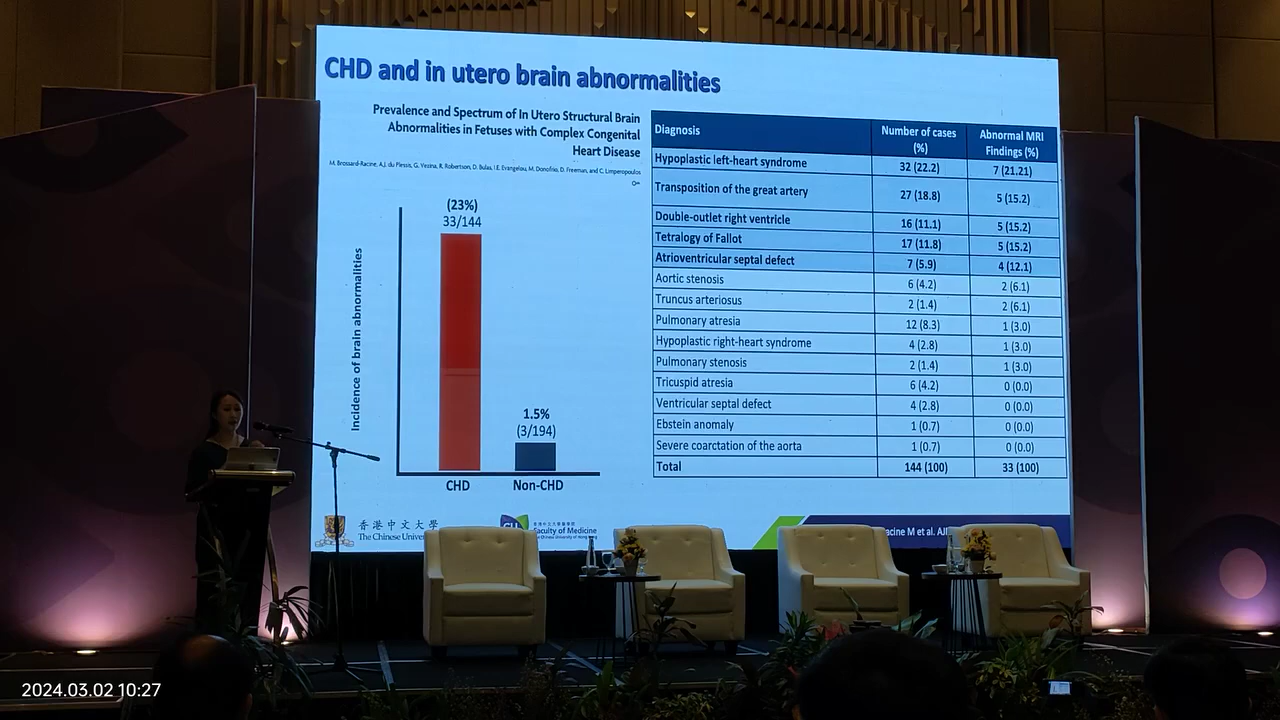 CHD and in utero brain abnormalities
Prevalence and Spectrum of In Utero Structural Brain
Abnormalities in Fetuses with Complex Congenital
Heart Disease
M. Brossard-Racine, A.J. du Plessis, G. Vezina, R. Robertson, D. Bulas, I.E. Evangelou, M. Donofrio, D. Freeman, and C. Limperopoulos
Incidence of brain abnormalities
(23%)
33/144
1.5%
(3/194)
CHD Non-CHD
Diagnosis Number of cases (%) Abnormal MRI Findings (%)
Hypoplastic left-heart syndrome 32 (22.2) 7 (21.21)
Transposition of the great artery 27 (18.8) 5 (15.2)
Double-outlet right ventricle 16 (11.1) 5 (15.2)
Tetralogy of Fallot 17 (11.8) 5 (15.2)
Atrioventricular septal defect 7 (5.9) 4 (12.1)
Aortic stenosis 6 (4.2) 2 (6.1)
Truncus arteriosus 2 (1.4) 2 (6.1)
Pulmonary atresia 12 (8.3) 1 (3.0)
Hypoplastic right-heart syndrome 4 (2.8) 1 (3.0)
Pulmonary stenosis 2 (1.4) 1 (3.0)
Tricuspid atresia 6 (4.2) 0 (0.0)
Ventricular septal defect 4 (2.8) 0 (0.0)
Ebstein anomaly 1 (0.7) 0 (0.0)
Severe coarctation of the aorta 1 (0.7) 0 (0.0)
Total 144 (100) 33 (100)
香港中文大學
The Chinese
Faculty of Medicine
M et al.
2024.03.02 10:27